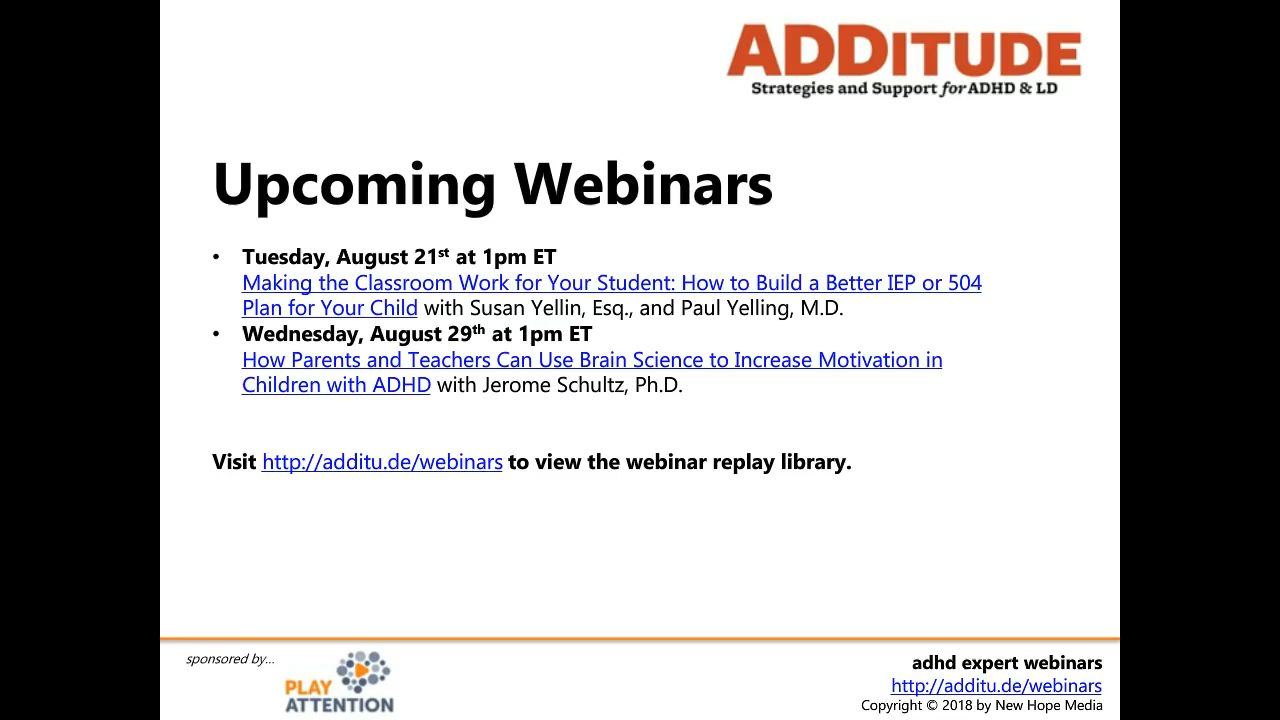 ADDITUDE
Strategies and Support for ADHD & LD
Upcoming Webinars
• Tuesday, August 21st at 1pm ET
Making the Classroom Work for Your Student: How to Build a Better IEP or 504
Plan for Your Child with Susan Yellin, Esq., and Paul Yelling, M.D.
• Wednesday, August 29th at 1pm ET
How Parents and Teachers Can Use Brain Science to Increase Motivation in
Children with ADHD with Jerome Schultz, Ph.D.
Visit http://additu.de/webinars to view the webinar replay library.
sponsored by...
PLAY
ATTENTION
adhd expert webinars
http://additu.de/webinars
Copyright © 2018 by New Hope Media